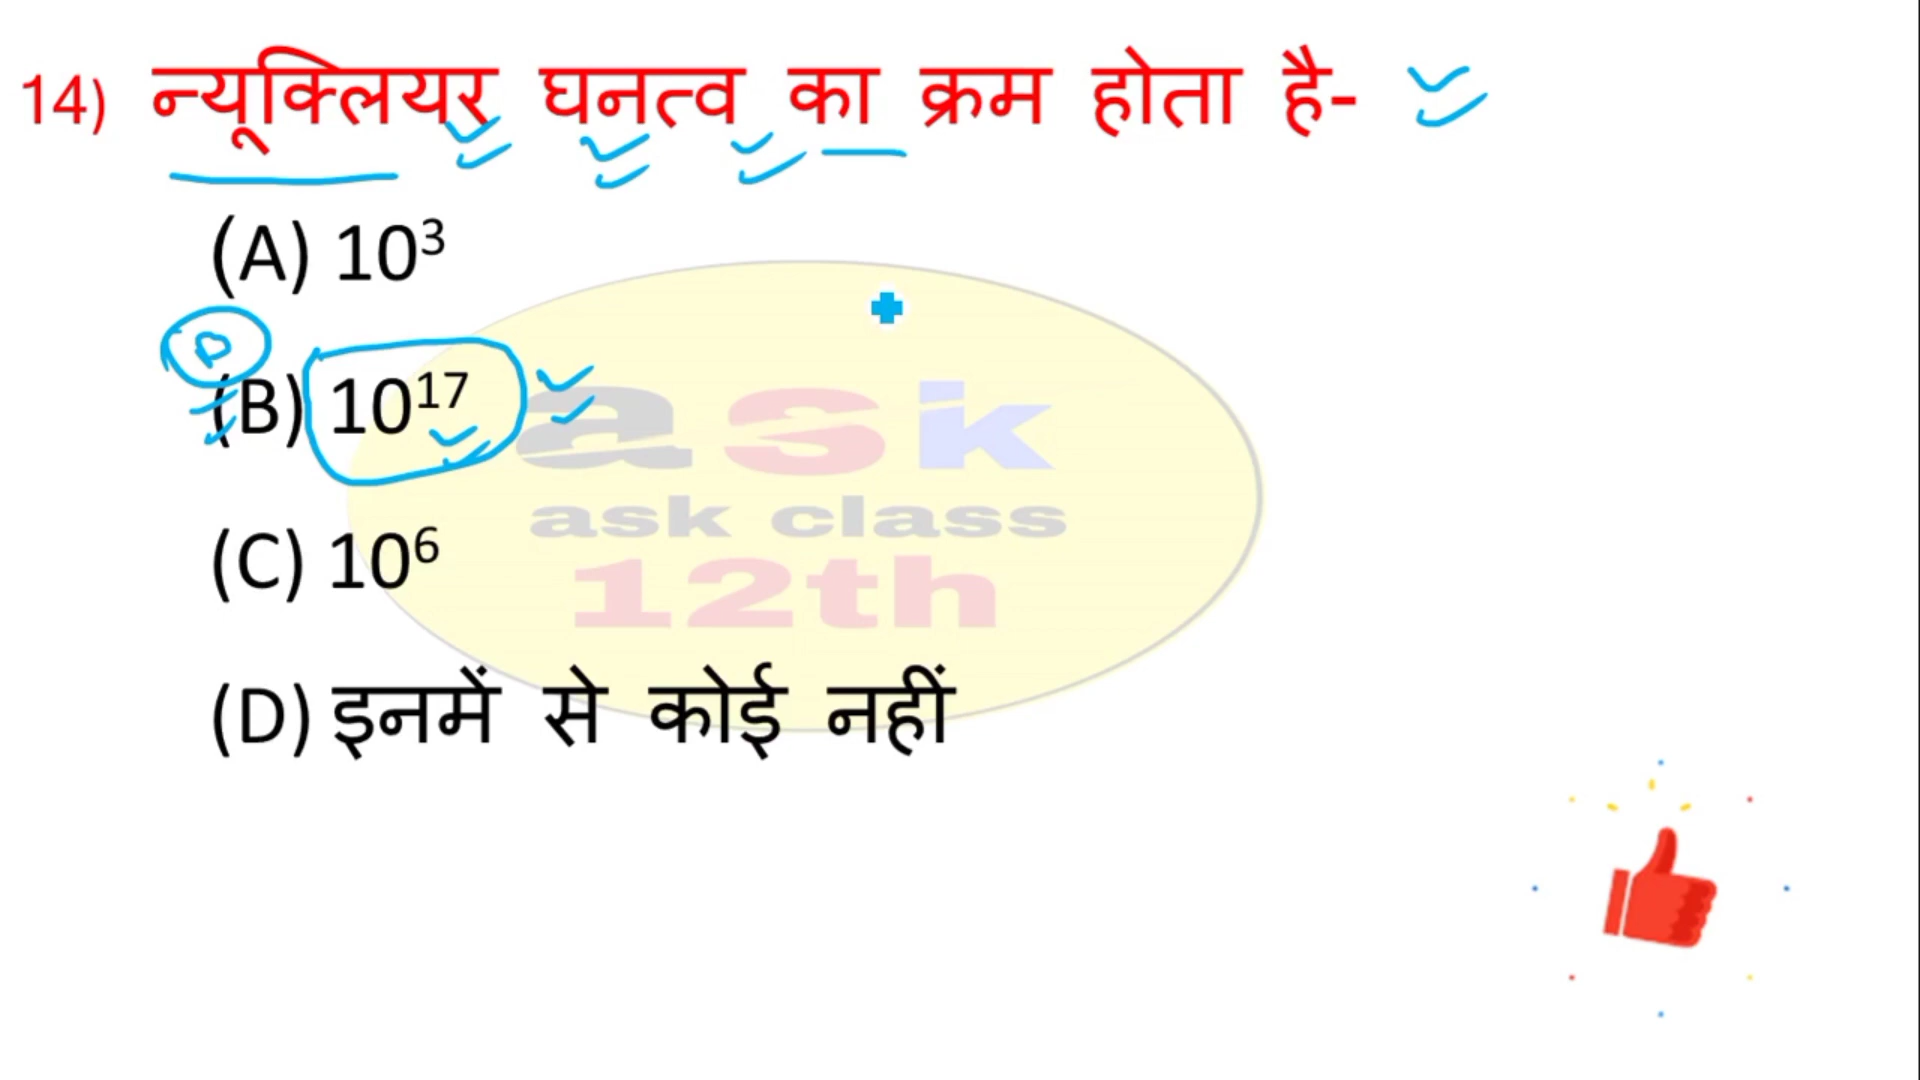 14) न्यूक्लियर घनत्व का क्रम होता है-
(A) 10³
(B) 10¹⁷
(C) 10⁶
(D) इनमें से कोई नहीं
ask
ask class
12th